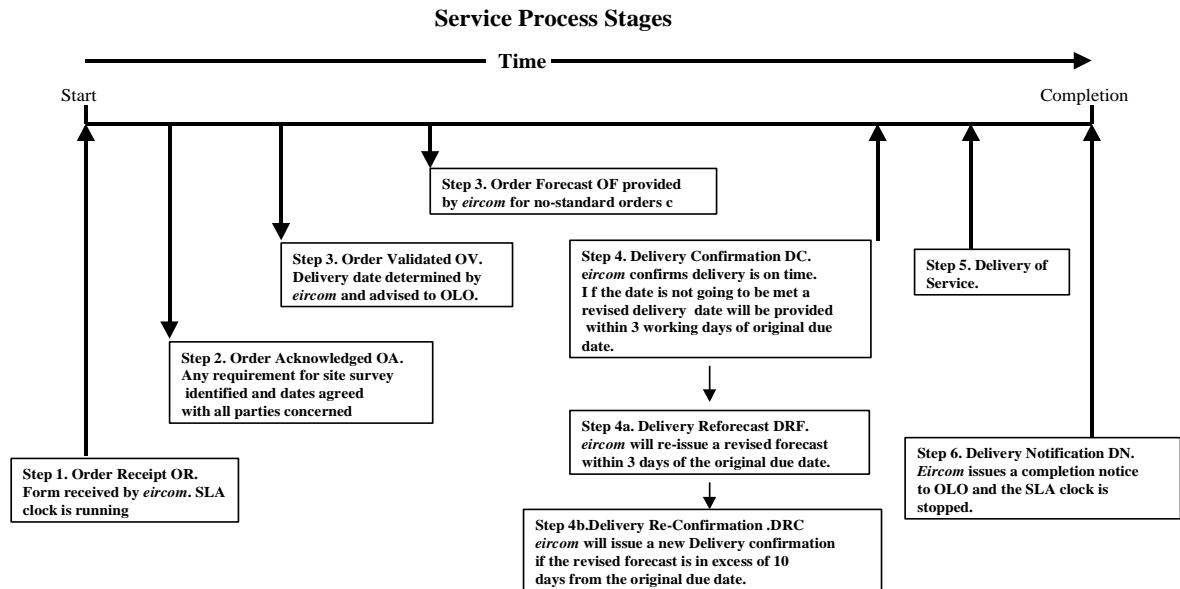 Service Process Stages
Time
Start
Completion
Step 3. Order Forecast OF provided
by eircom for no-standard orders c
Step 3. Order Validated OV.
Delivery date determined by
eircom and advised to OLO.
Step 4. Delivery Confirmation DC.
eircom confirms delivery is on time.
I f the date is not going to be met a
revised delivery date will be provided
within 3 working days of original due
date.
Step 5. Delivery of
Service.
Step 2. Order Acknowledged OA.
Any requirement for site survey
identified and dates agreed
with all parties concerned
Step 4a. Delivery Reforecast DRF.
eircom will re-issue a revised forecast
within 3 days of the original due date.
Step 1. Order Receipt OR.
Form received by eircom. SLA
clock is running
Step 6. Delivery Notification DN.
Eircom issues a completion notice
to OLO and the SLA clock is
stopped.
Step 4b.Delivery Re-Confirmation .DRC
eircom will issue a new Delivery confirmation
if the revised forecast is in excess of 10
days from the original due date.